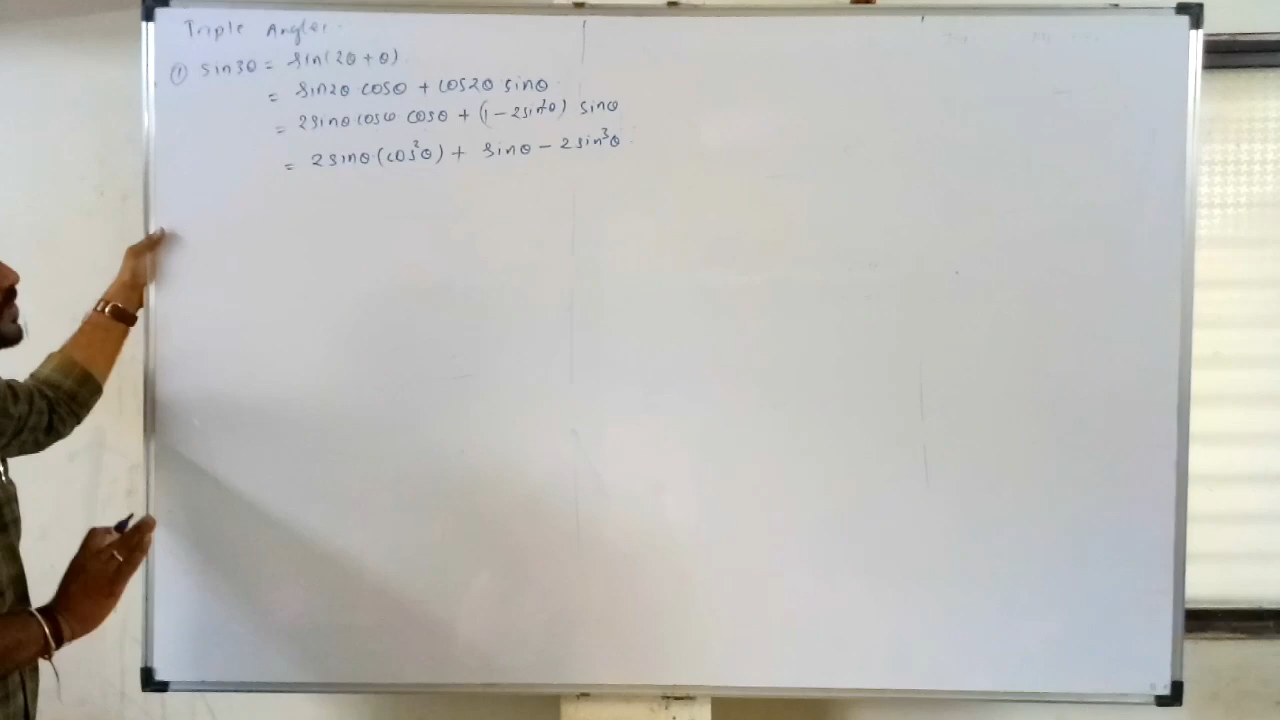 Triple Angles.
① sin3θ = sin(2θ + θ)
= sin2θ cosθ + cos2θ sinθ
= 2sinθ cosθ cosθ + (1 - 2sin²θ) sinθ
= 2sinθ (cos²θ) + sinθ - 2sin³θ